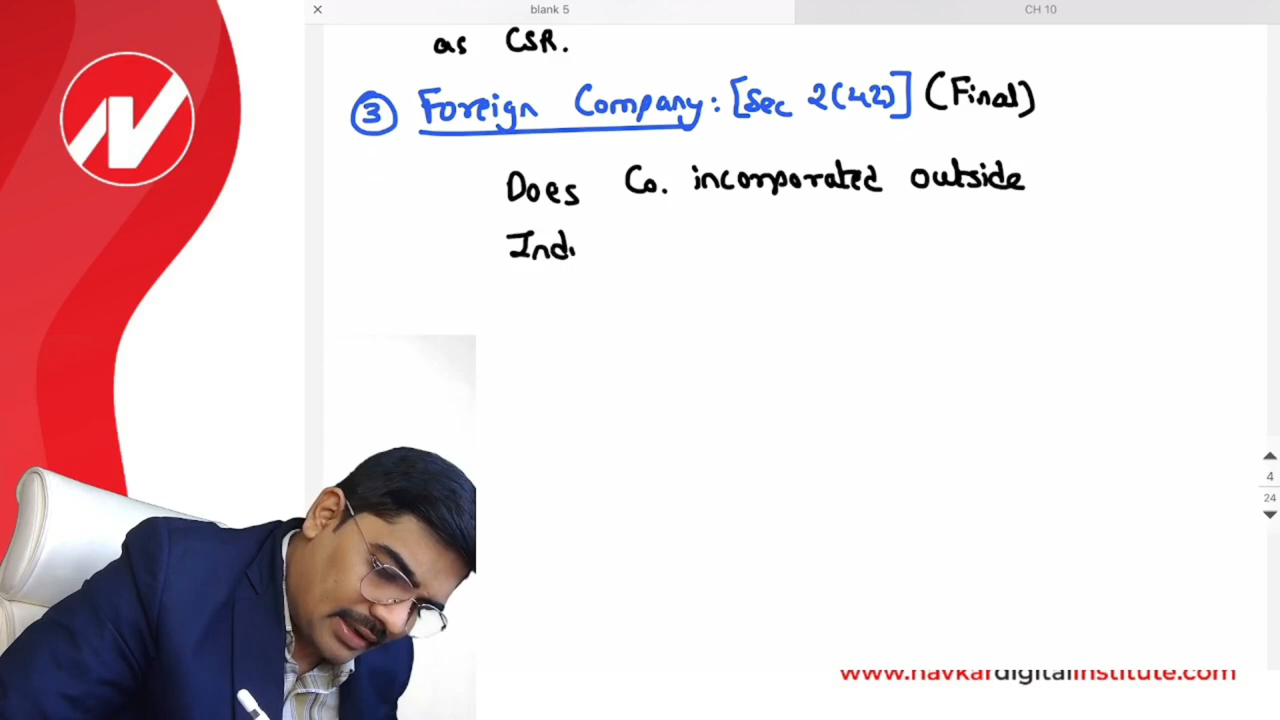 × blank 5 CH 10
as CSR.
③ Foreign Company: [Sec 2(42)] (Final)
Does Co. incorporated outside
Indi
4
24
www.navkardigitalinstitute.com